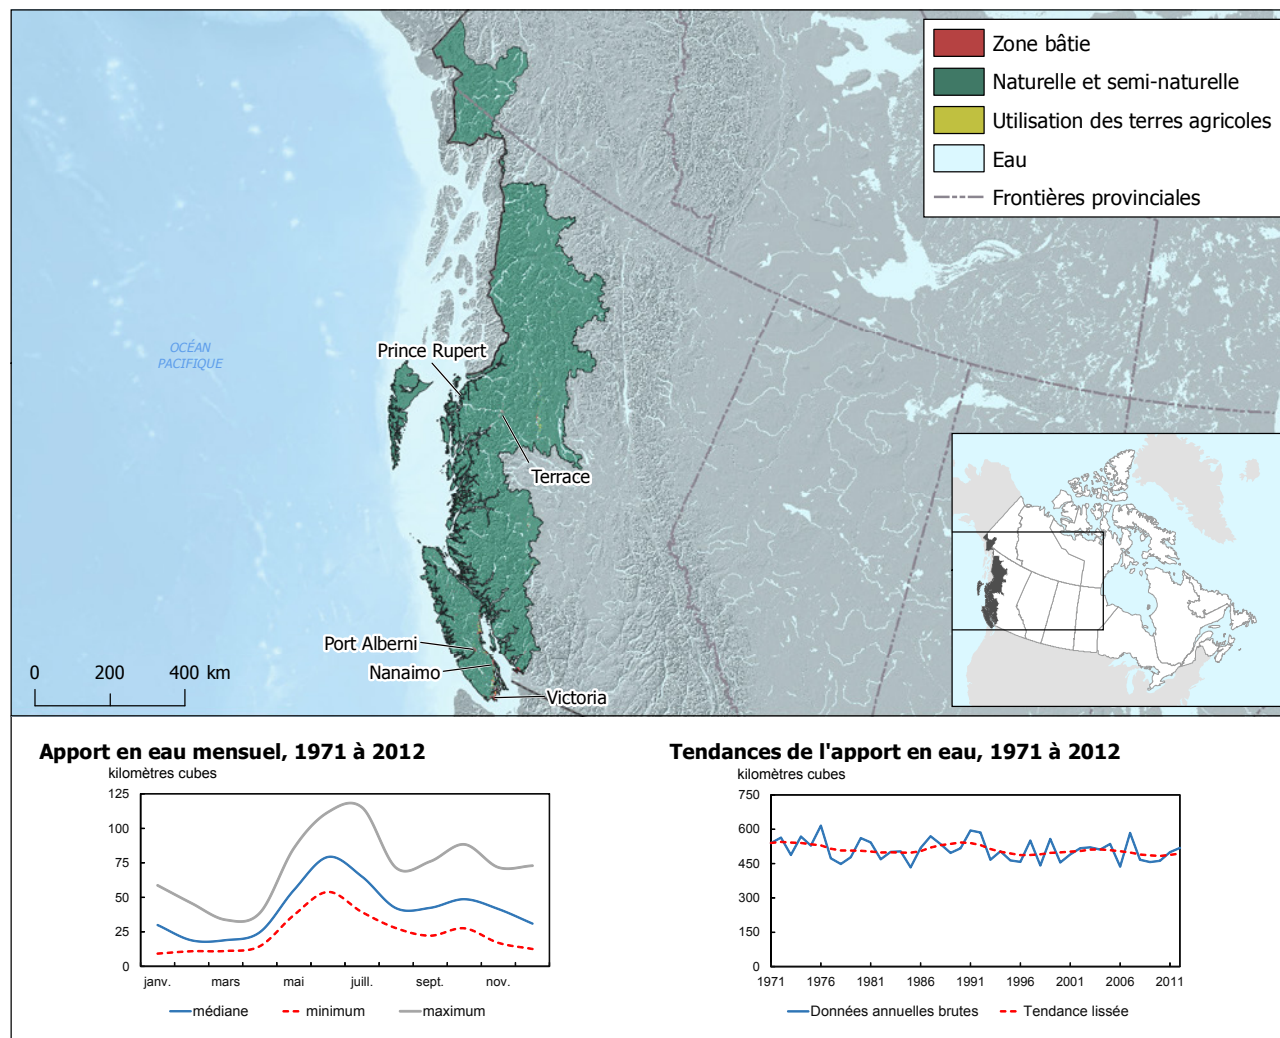 Zone bâtie
Naturelle et semi-naturelle
Utilisation des terres agricoles
Eau
Frontières provinciales
OCÉAN
PACIFIQUE
Prince Rupert
Terrace
Port Alberni
Nanaimo
Victoria
0 200 400 km
Apport en eau mensuel, 1971 à 2012
kilomètres cubes
125
100
75
50
25
0
janv. mars mai juill. sept. nov.
médiane minimum maximum
Tendances de l'apport en eau, 1971 à 2012
kilomètres cubes
750
600
450
300
150
0
1971 1976 1981 1986 1991 1996 2001 2006 2011
Données annuelles brutes Tendance lissée